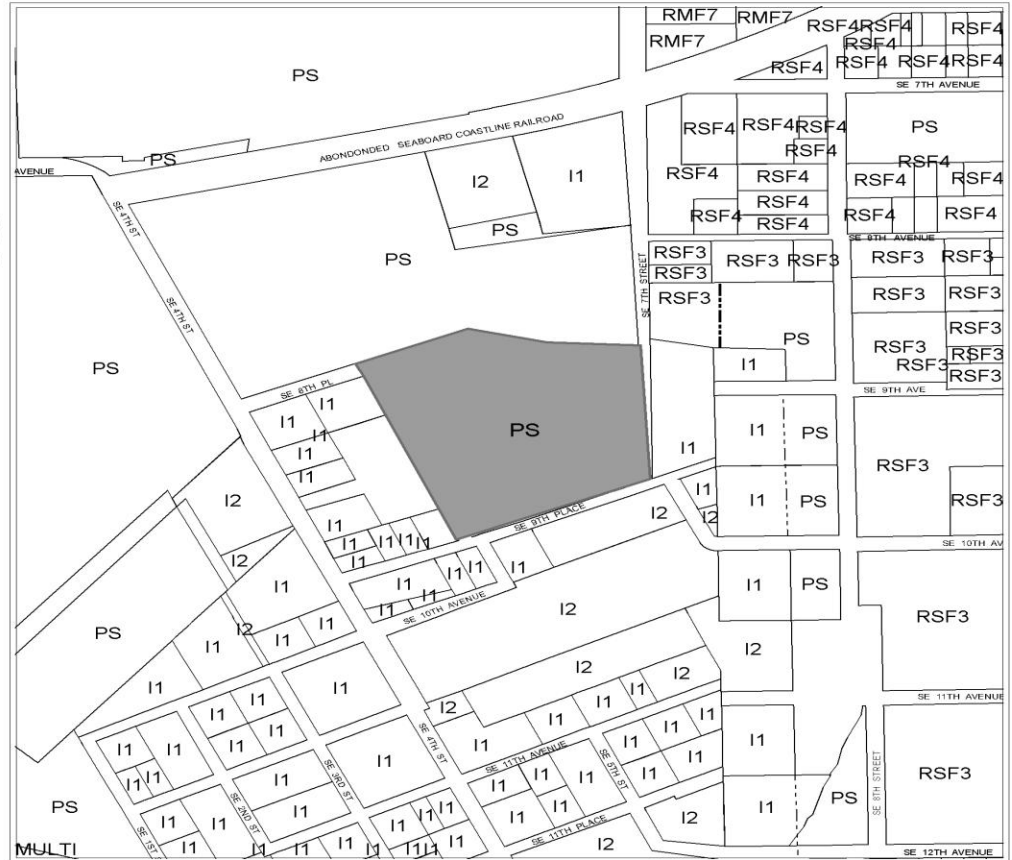 RMF7 RMF7
RSF4 RSF4 RSF4
RMF7 RSF4
PS RSF4 RSF4 RSF4 RSF4
SE 7TH AVENUE
ABONDONDED SEABOARD COASTLINE RAILROAD
RSF4 RSF4 RSF4 PS
PS RSF4 RSF4
AVENUE I2 I1 RSF4 RSF4 RSF4
RSF4
SE 4TH ST RSF4 RSF4 RSF4 RSF4
PS RSF4
SE 8TH AVENUE
PS RSF3 RSF3 RSF3 RSF3 RSF3
SE 7TH STREET RSF3
SE 4TH ST RSF3 RSF3 RSF3
PS RSF3
PS I1 RSF3 RSF3 RSF3
RSF3
SE 8TH PL SE 9TH AVE
I1 I1
I1 PS I1 I1 PS
I1
I1 RSF3
I2 I1 I1 PS RSF3
I1 SE 9TH PLACE I2 I2
I1 I1 I1 I1
I1 SE 10TH AV
I2 I1 I1 I1 I1
I1 I1 I1 I1 PS
SE 10TH AVENUE
PS I2 I1 I1 I2 RSF3
I1 I2
I1 I1 I2 I2
SE 11TH AVENUE
I1 I1 I2 I1 I1 I1
I1 I1 I1 I1 I1
I1 I1 I1 I1
SE 4TH ST SE 11TH AVENUE SE 5TH ST
I1 I1 I1 I1 I1 I1 RSF3
SE 3RD ST
I1 I1 I1 I1 SE 8TH STREET
PS SE 2ND ST I1 I1 I1 I1 PS
SE 1ST I1 SE 11TH PLACE I2
MULTI I1 I1 I1 I1 I1 I2 SE 12TH AVENUE